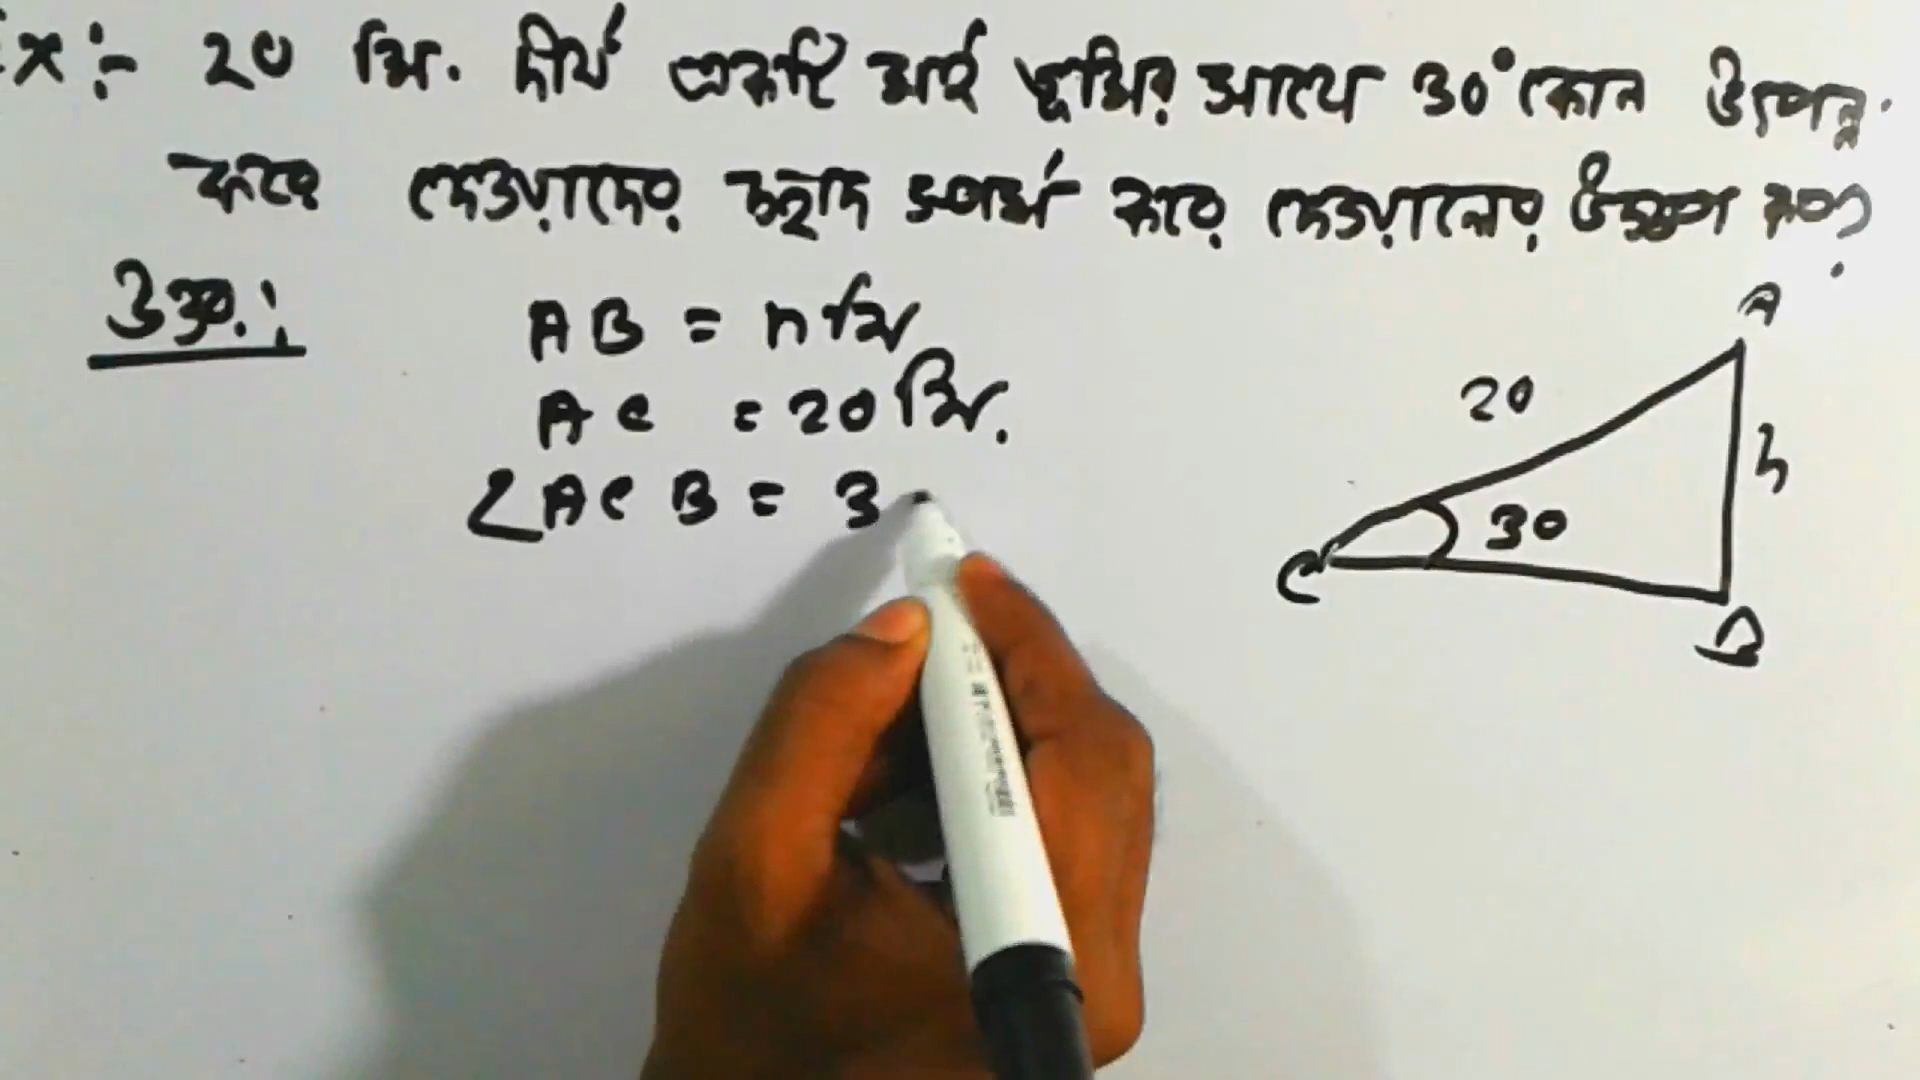 Ex :- 20 মি. দীর্ঘ একটি মই ভূমির সাথে 30° কোন উৎপন্ন
করে দেওয়ালের স্পর্শ করে দেওয়ালের উচ্চতা কত?
উত্তর:
AB = h মি
AC = 20 মি.
∠ACB = 3
A
20
h
30
C
B